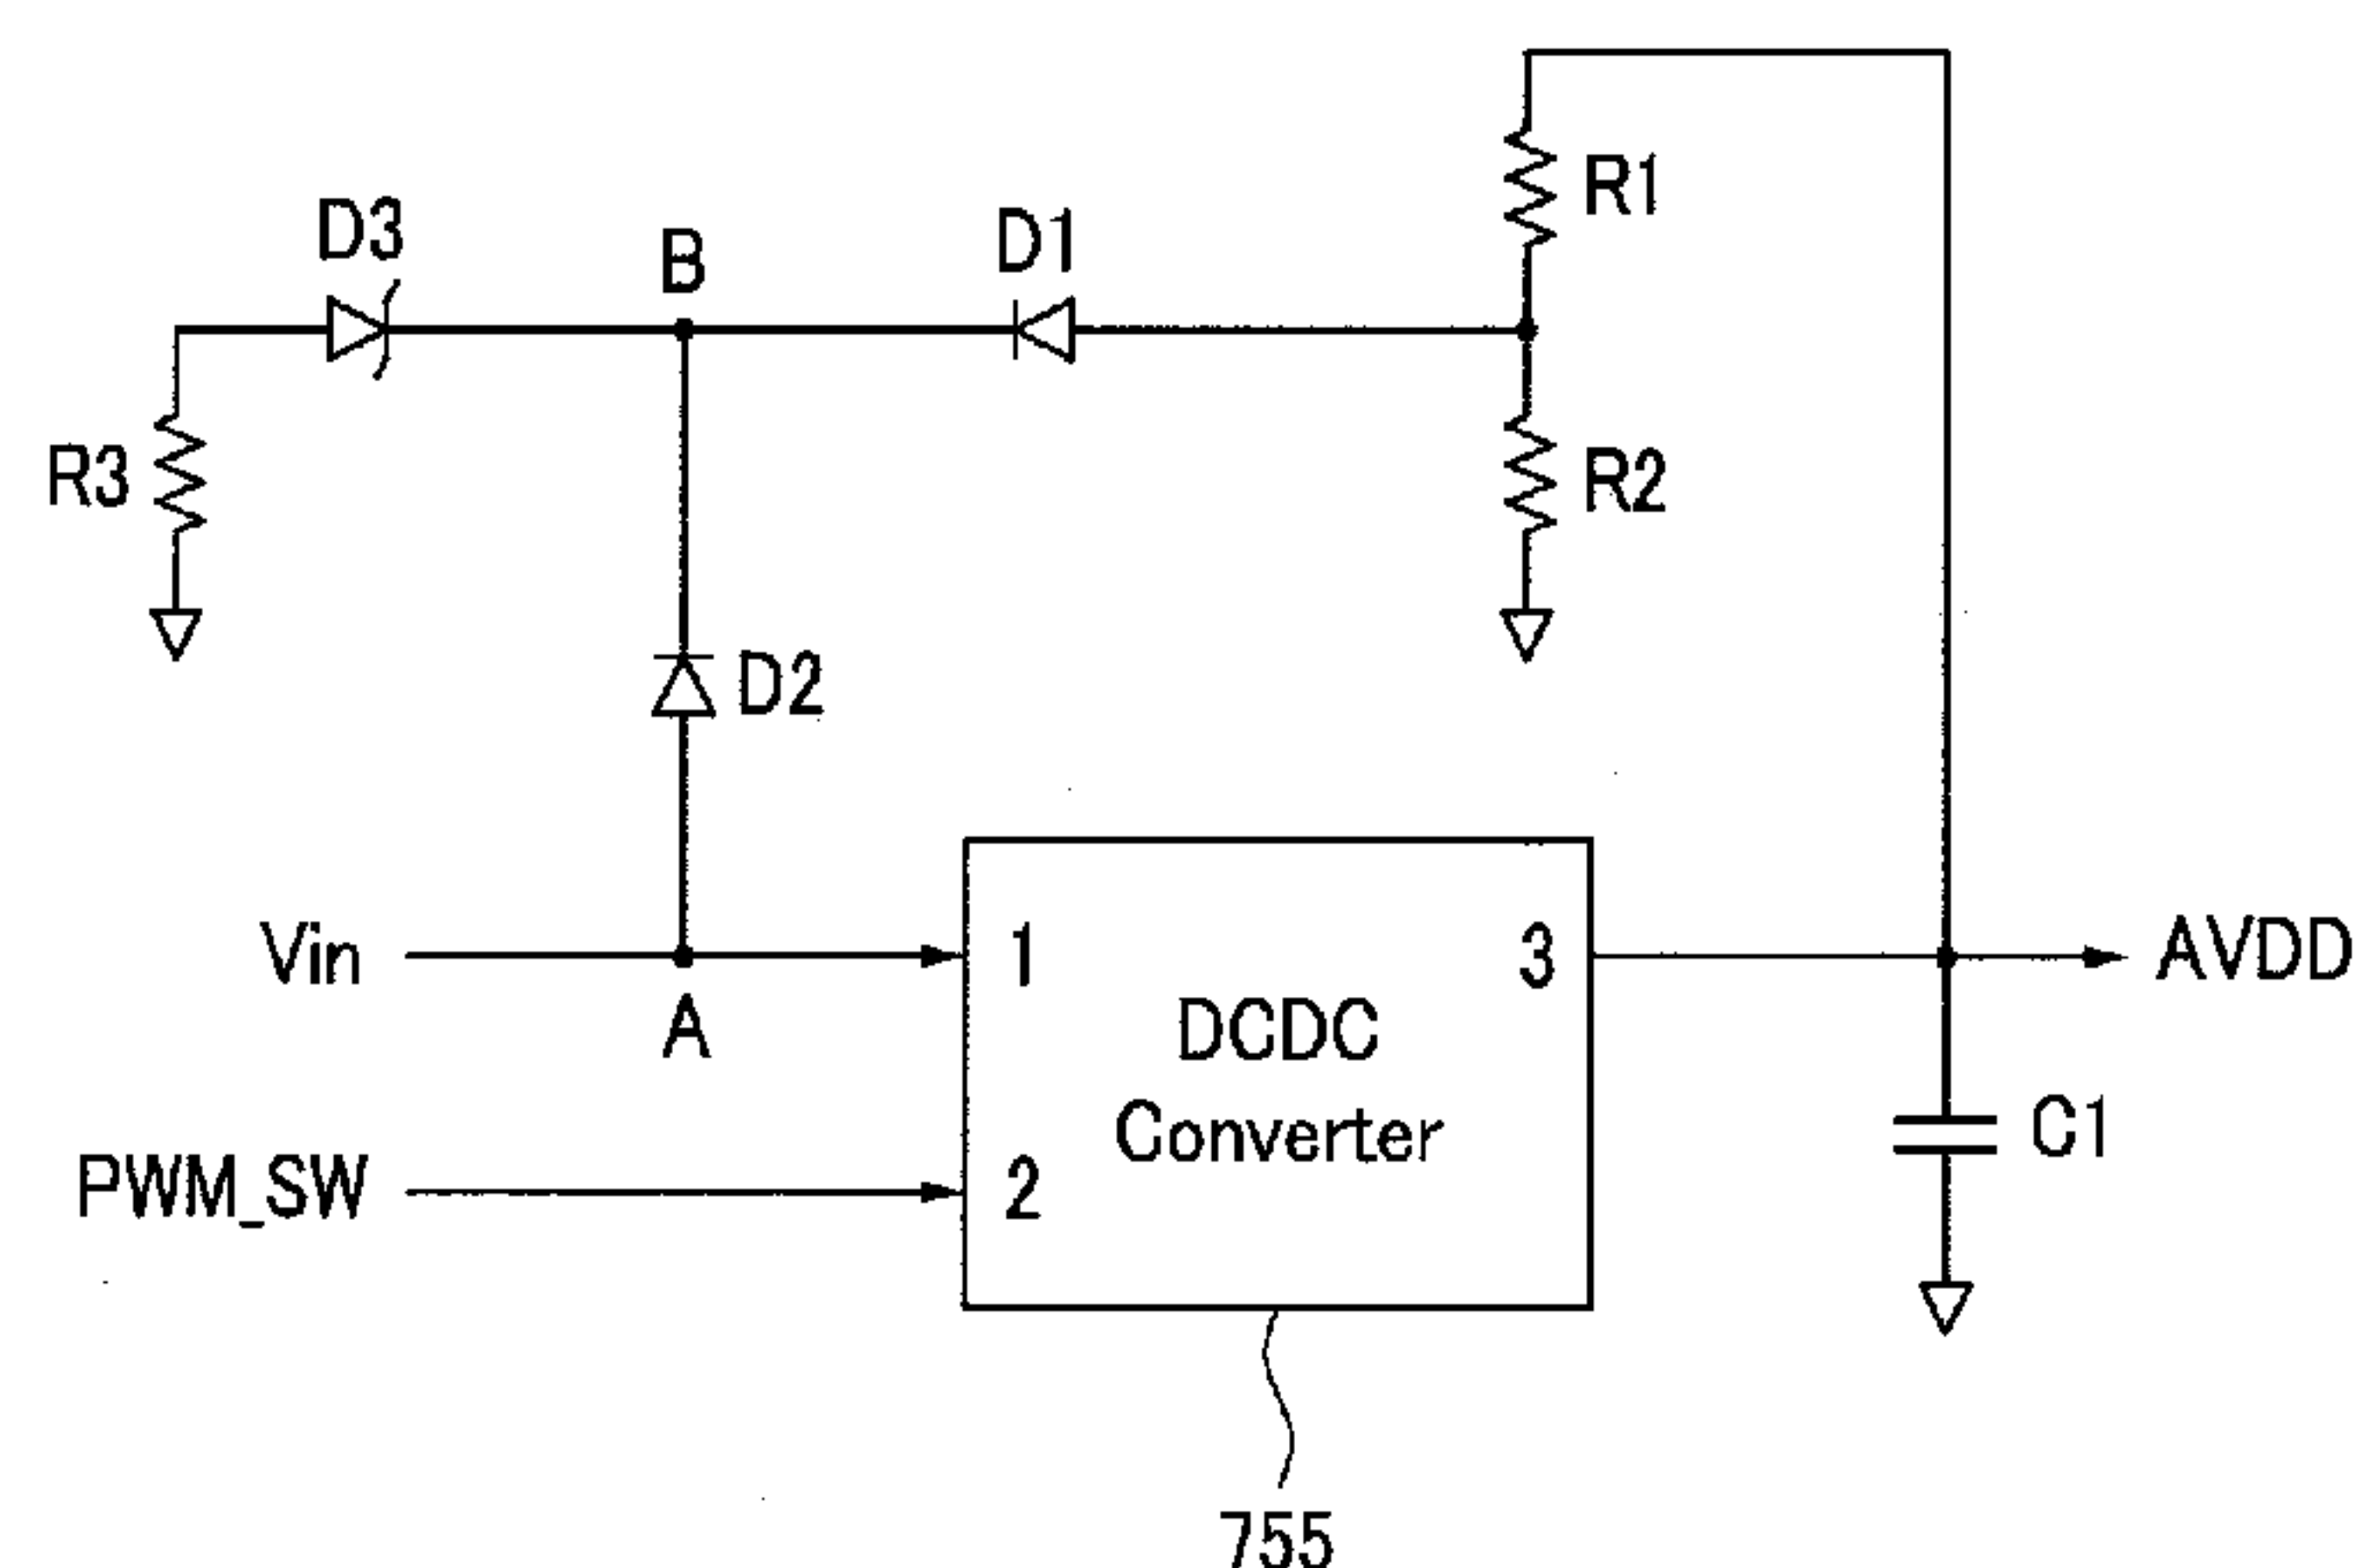 R1
D3
B
D1
R3
R2
D2
Vin
1
3
AVDD
A
DCDC
Converter
C1
PWM_SW
2
755